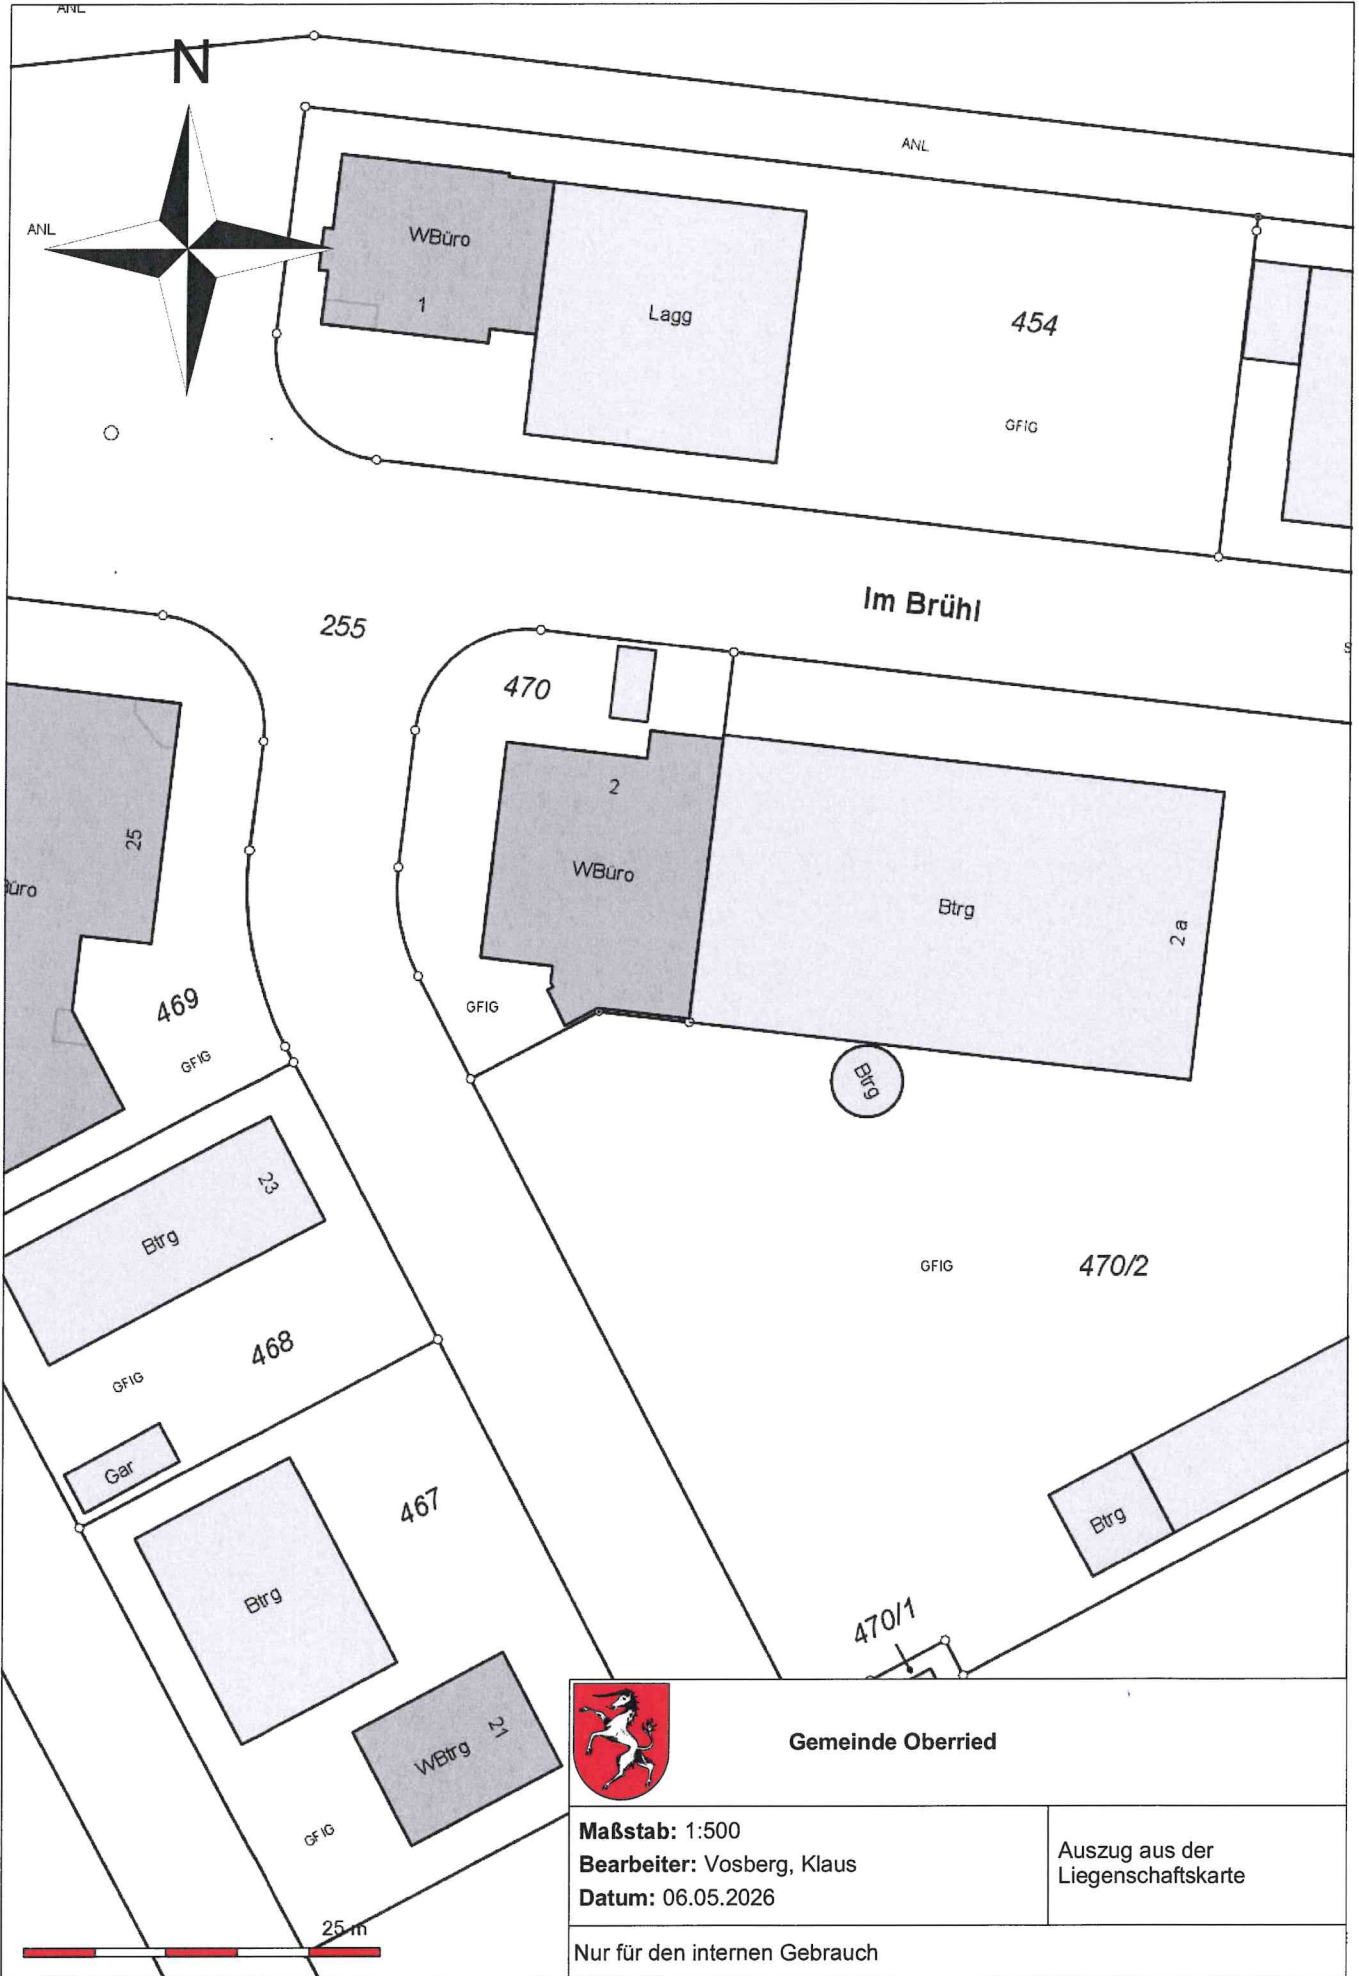 ANL
N
ANL
ANL
WBüro
1
Lagg
454
GFIG
Im Brühl
255
470
2
WBüro
25
Btrg
2 a
469
GFIG
GFIG
Btrg
23
Btrg
GFIG
470/2
468
GFIG
Gar
467
Btrg
Btrg
470/1
WBtrg
21
GFIG
25 m
Gemeinde Oberried
Maßstab: 1:500
Bearbeiter: Vosberg, Klaus
Datum: 06.05.2026
Auszug aus der
Liegenschaftskarte
Nur für den internen Gebrauch